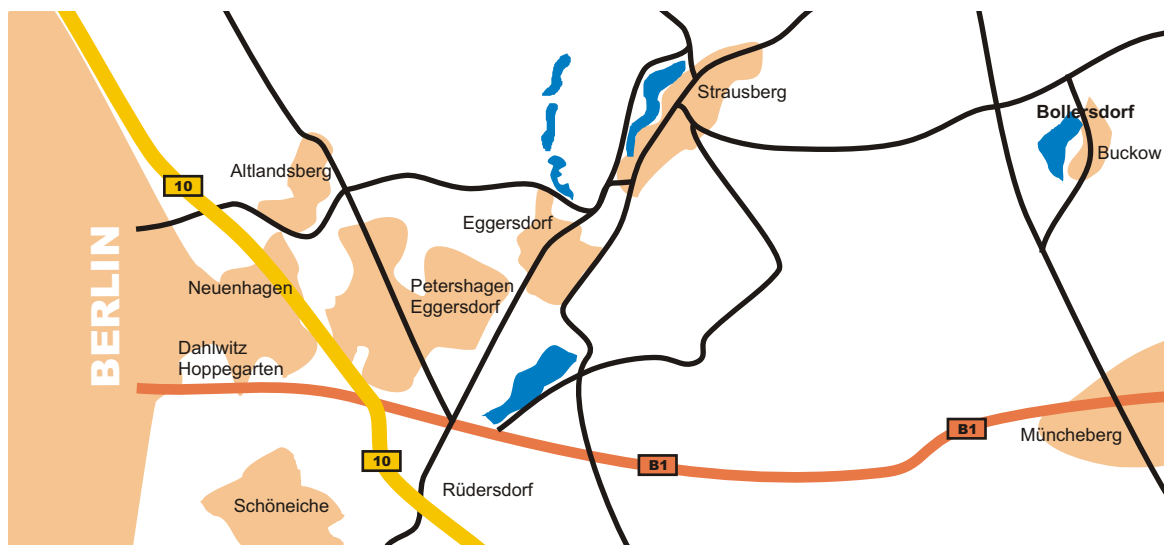 Strausberg
Bollersdorf
Buckow
Altlandsberg
10
Eggersdorf
BERLIN
Neuenhagen
Petershagen
Eggersdorf
Dahlwitz
Hoppegarten
B1
Müncheberg
10
B1
Rüdersdorf
Schöneiche